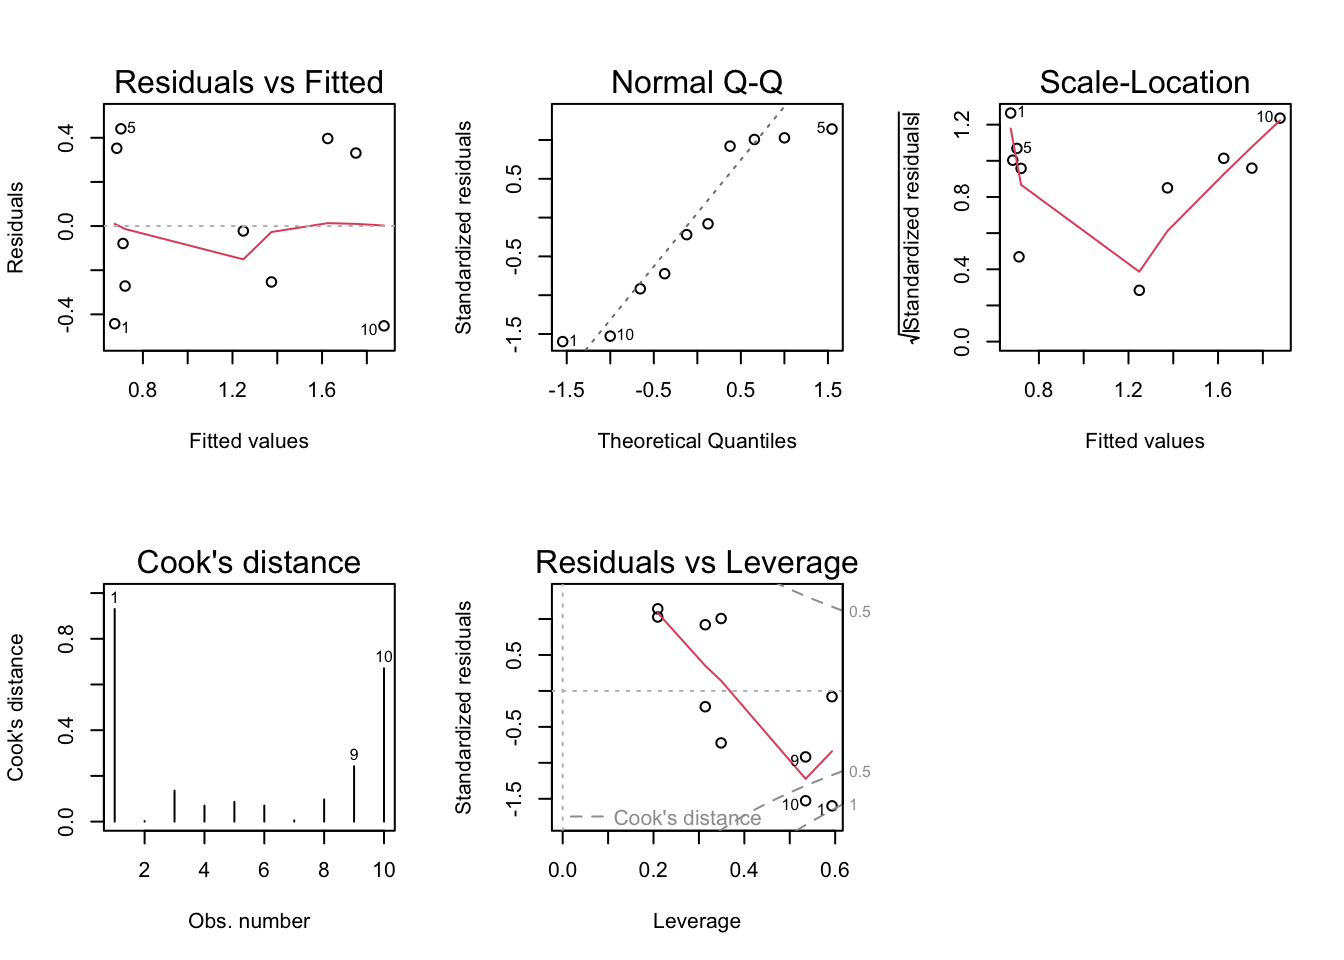 Residuals vs Fitted
Residuals
0.4
0.0
-0.4
5
1
10
0.8 1.2 1.6
Fitted values
Normal Q-Q
Standardized residuals
0.5
-0.5
-1.5
5
1
10
-1.5 -0.5 0.5 1.5
Theoretical Quantiles
Scale-Location
√|Standardized residuals|
1.2
0.8
0.4
0.0
1
5
10
0.8 1.2 1.6
Fitted values
Cook's distance
Cook's distance
0.8
0.4
0.0
1
9
10
2 4 6 8 10
Obs. number
Residuals vs Leverage
Standardized residuals
0.5
-0.5
-1.5
0.5
9
0.5
10
1
1
Cook's distance
0.0 0.2 0.4 0.6
Leverage